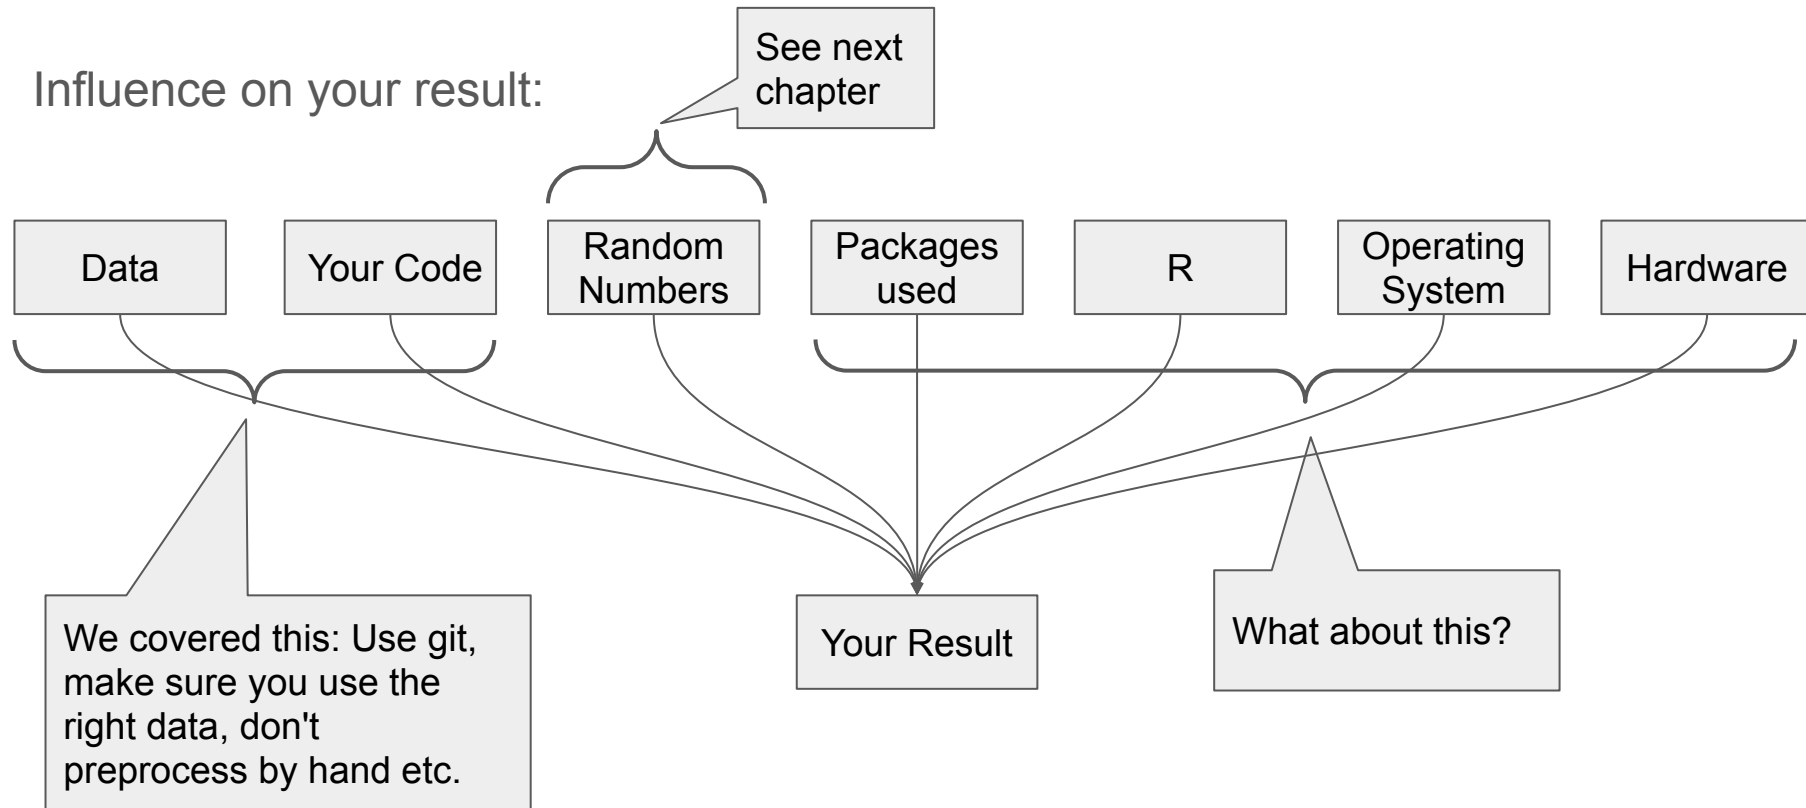 See next
chapter
Influence on your result:
Data
Your Code
Random
Numbers
Packages
used
R
Operating
System
Hardware
We covered this: Use git,
make sure you use the
right data, don't
preprocess by hand etc.
Your Result
What about this?